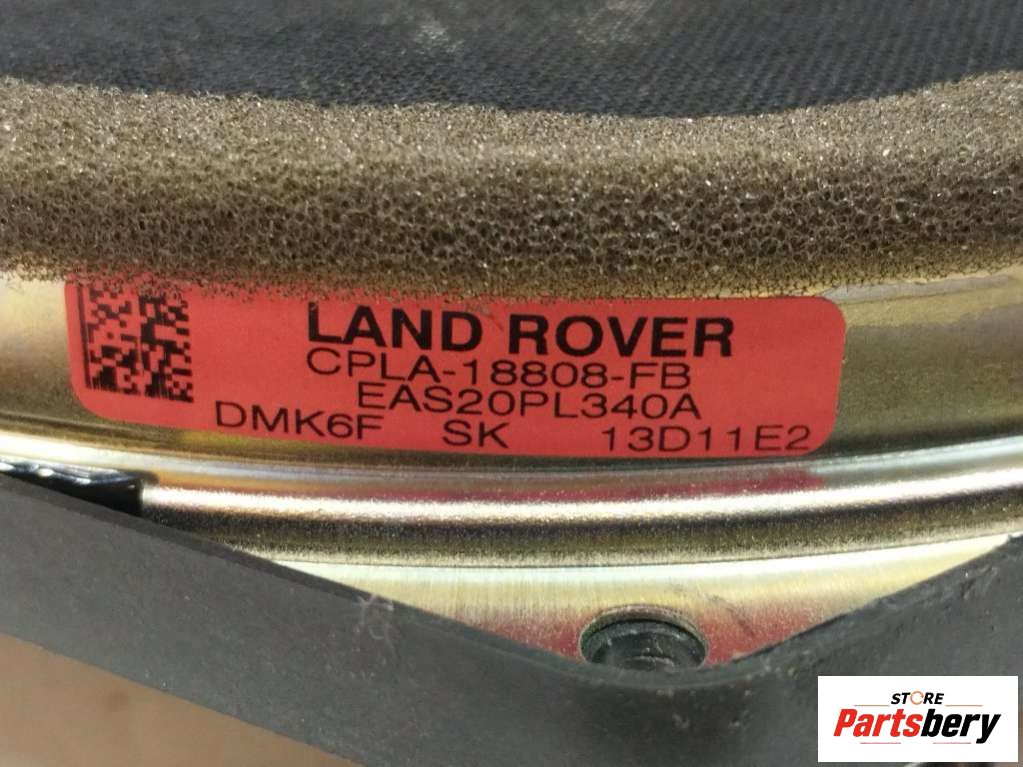 LAND ROVER
CPLA-18808-FB
EAS20PL340A
DMK6F SK 13D11E2
STORE
Partsbery